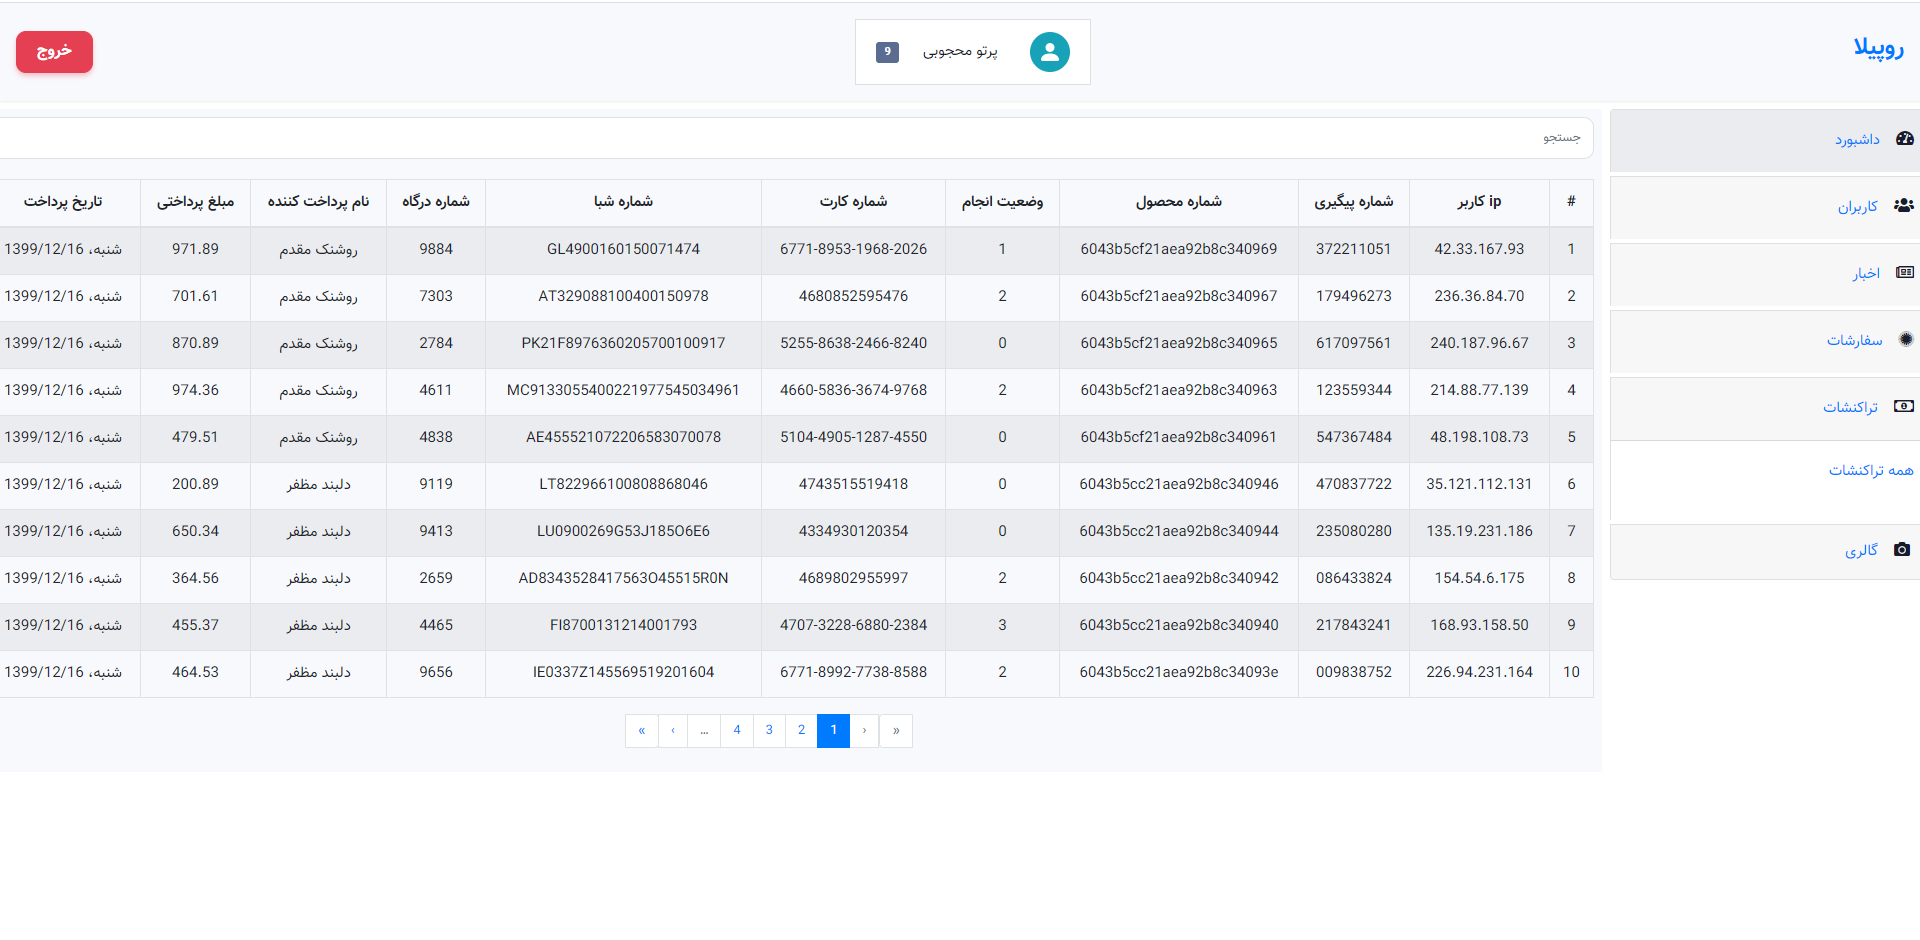 روپیلا
پرتو محجوبی 9
خروج
داشبورد
کاربران
اخبار
سفارشات
تراکنشات
همه تراکنشات
گالری
جستجو
# ip کاربر شماره پیگیری شماره محصول وضعیت انجام شماره کارت شماره شبا شماره درگاه نام پرداخت کننده مبلغ پرداختی تاریخ پرداخت
1 42.33.167.93 372211051 6043b5cf21aea92b8c340969 1 6771-8953-1968-2026 GL4900160150071474 9884 روشنک مقدم 971.89 شنبه، 1399/12/16
2 236.36.84.70 179496273 6043b5cf21aea92b8c340967 2 4680852595476 AT329088100400150978 7303 روشنک مقدم 701.61 شنبه، 1399/12/16
3 240.187.96.67 617097561 6043b5cf21aea92b8c340965 0 5255-8638-2466-8240 PK21F8976360205700100917 2784 روشنک مقدم 870.89 شنبه، 1399/12/16
4 214.88.77.139 123559344 6043b5cf21aea92b8c340963 2 4660-5836-3674-9768 MC9133055400221977545034961 4611 روشنک مقدم 974.36 شنبه، 1399/12/16
5 48.198.108.73 547367484 6043b5cf21aea92b8c340961 0 5104-4905-1287-4550 AE455521072206583070078 4838 روشنک مقدم 479.51 شنبه، 1399/12/16
6 35.121.112.131 470837722 6043b5cc21aea92b8c340946 0 4743515519418 LT822966100808868046 9119 دلبند مظفر 200.89 شنبه، 1399/12/16
7 135.19.231.186 235080280 6043b5cc21aea92b8c340944 0 4334930120354 LU0900269G53J185O6E6 9413 دلبند مظفر 650.34 شنبه، 1399/12/16
8 154.54.6.175 086433824 6043b5cc21aea92b8c340942 2 4689802955997 AD8343528417563O45515R0N 2659 دلبند مظفر 364.56 شنبه، 1399/12/16
9 168.93.158.50 217843241 6043b5cc21aea92b8c340940 3 4707-3228-6880-2384 FI8700131214001793 4465 دلبند مظفر 455.37 شنبه، 1399/12/16
10 226.94.231.164 009838752 6043b5cc21aea92b8c34093e 2 6771-8992-7738-8588 IE0337Z145569519201604 9656 دلبند مظفر 464.53 شنبه، 1399/12/16
« ‹ 1 2 3 4 ... › »